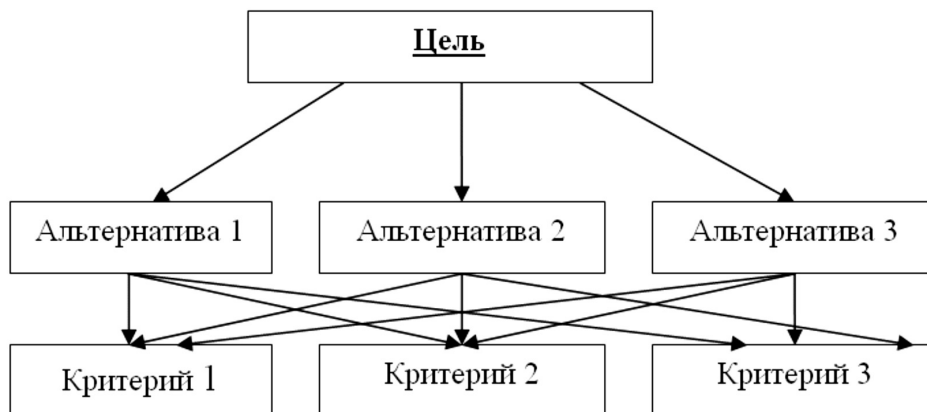 Цель
Альтернатива 1
Альтернатива 2
Альтернатива 3
Критерий 1
Критерий 2
Критерий 3